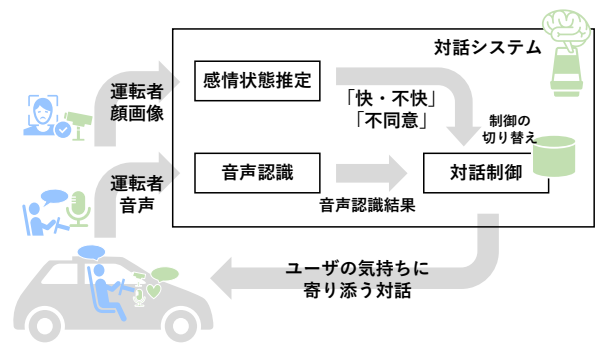 対話システム
運転者
顔画像
感情状態推定
「快・不快」
「不同意」
制御の
切り替え
運転者
音声
音声認識
音声認識結果
対話制御
ユーザの気持ちに
寄り添う対話